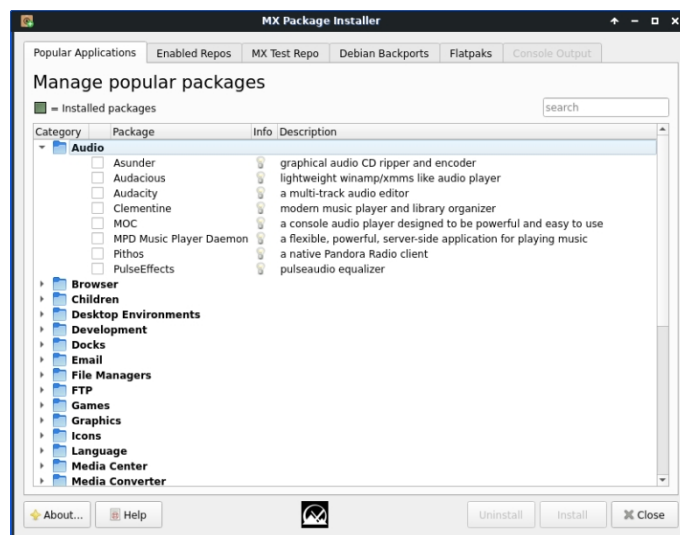 MX Package Installer
Popular Applications Enabled Repos MX Test Repo Debian Backports Flatpaks Console Output
Manage popular packages
= Installed packages
search
Category Package Info Description
Audio
Asunder graphical audio CD ripper and encoder
Audacious lightweight winamp/xmms like audio player
Audacity a multi-track audio editor
Clementine modern music player and library organizer
MOC a console audio player designed to be powerful and easy to use
MPD Music Player Daemon a flexible, powerful, server-side application for playing music
Pithos a native Pandora Radio client
PulseEffects pulseaudio equalizer
Browser
Children
Desktop Environments
Development
Docks
Email
File Managers
FTP
Games
Graphics
Icons
Language
Media Center
Media Converter
About... Help Uninstall Install Close